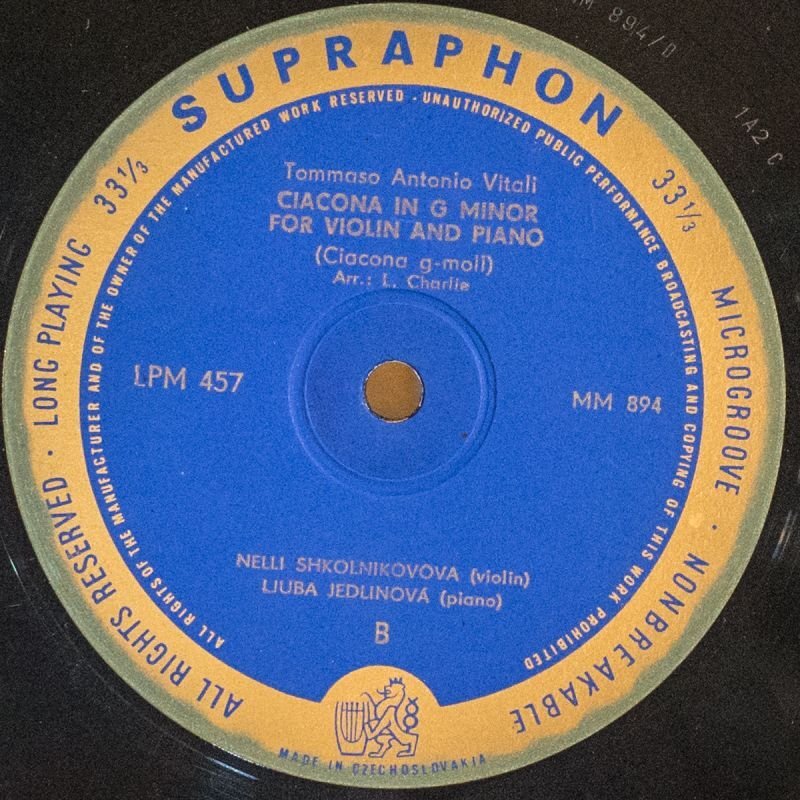 SUPRAPHON
33⅓
33⅓
LONG PLAYING
MICROGROOVE · NONBREAKABLE
ALL RIGHTS RESERVED ·
ALL RIGHTS OF THE MANUFACTURER AND OF THE OWNER OF THE MANUFACTURED WORK RESERVED · UNAUTHORIZED PUBLIC PERFORMANCE BROADCASTING AND COPYING OF THIS WORK PROHIBITED
Tommaso Antonio Vitali
CIACONA IN G MINOR
FOR VIOLIN AND PIANO
(Ciacona g-moll)
Arr.: L. Charlie
LPM 457
MM 894
NELLI SHKOLNIKOVOVA (violin)
LJUBA JEDLINOVÁ (piano)
B
MADE IN CZECHOSLOVAKIA
894/D
1A2 C